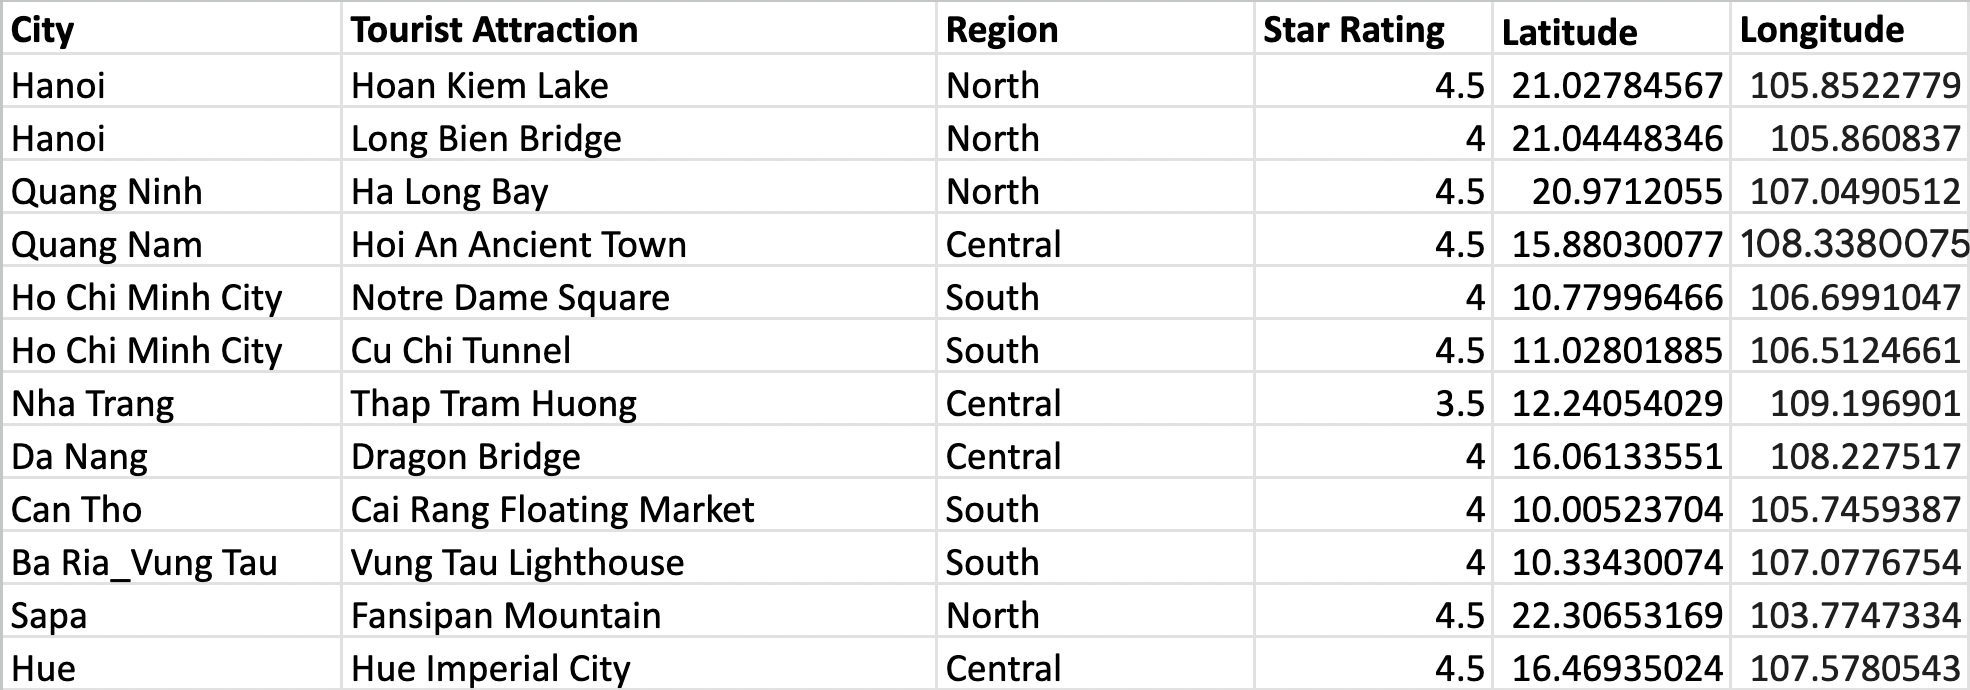 City Tourist Attraction Region Star Rating Latitude Longitude
Hanoi Hoan Kiem Lake North 4.5 21.02784567 105.8522779
Hanoi Long Bien Bridge North 4 21.04448346 105.860837
Quang Ninh Ha Long Bay North 4.5 20.9712055 107.0490512
Quang Nam Hoi An Ancient Town Central 4.5 15.88030077 108.3380075
Ho Chi Minh City Notre Dame Square South 4 10.77996466 106.6991047
Ho Chi Minh City Cu Chi Tunnel South 4.5 11.02801885 106.5124661
Nha Trang Thap Tram Huong Central 3.5 12.24054029 109.196901
Da Nang Dragon Bridge Central 4 16.06133551 108.227517
Can Tho Cai Rang Floating Market South 4 10.00523704 105.7459387
Ba Ria_Vung Tau Vung Tau Lighthouse South 4 10.33430074 107.0776754
Sapa Fansipan Mountain North 4.5 22.30653169 103.7747334
Hue Hue Imperial City Central 4.5 16.46935024 107.5780543